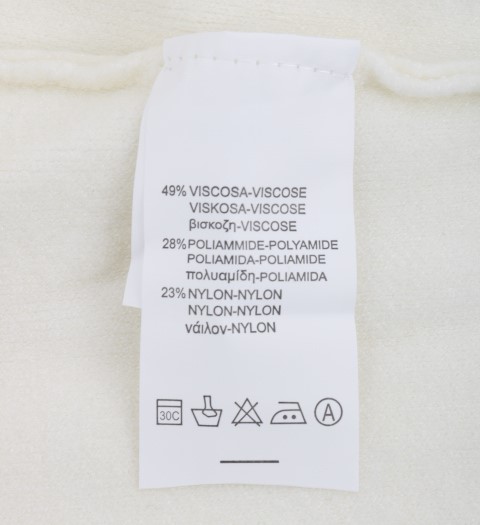 49% VISCOSA-VISCOSE
VISKOSA-VISCOSE
βισκοζη-VISCOSE
28% POLIAMMIDE-POLYAMIDE
POLIAMIDA-POLIAMIDE
πολυαμίδη-POLIAMIDA
23% NYLON-NYLON
NYLON-NYLON
νάιλον-NYLON
30C A